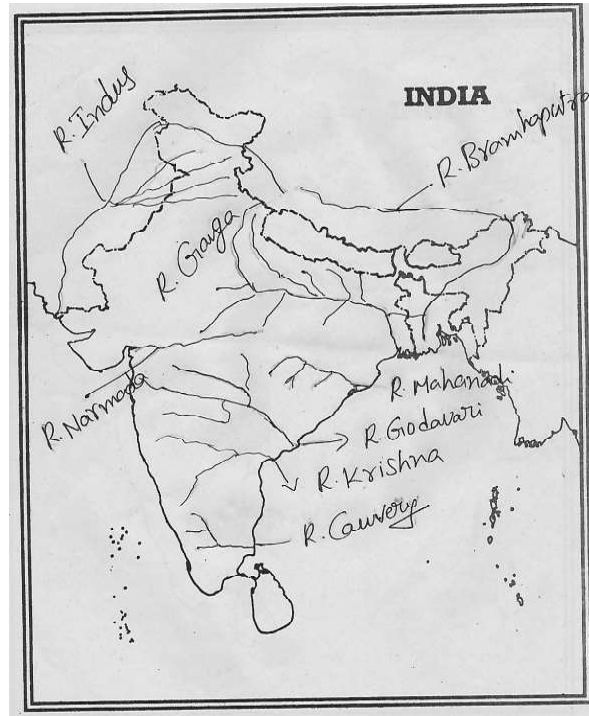 INDIA
R. Indus
R. Bramhaputra
R. Ganga
R. Narmada
R. Mahanadi
R. Godavari
R. Krishna
R. Cauvery